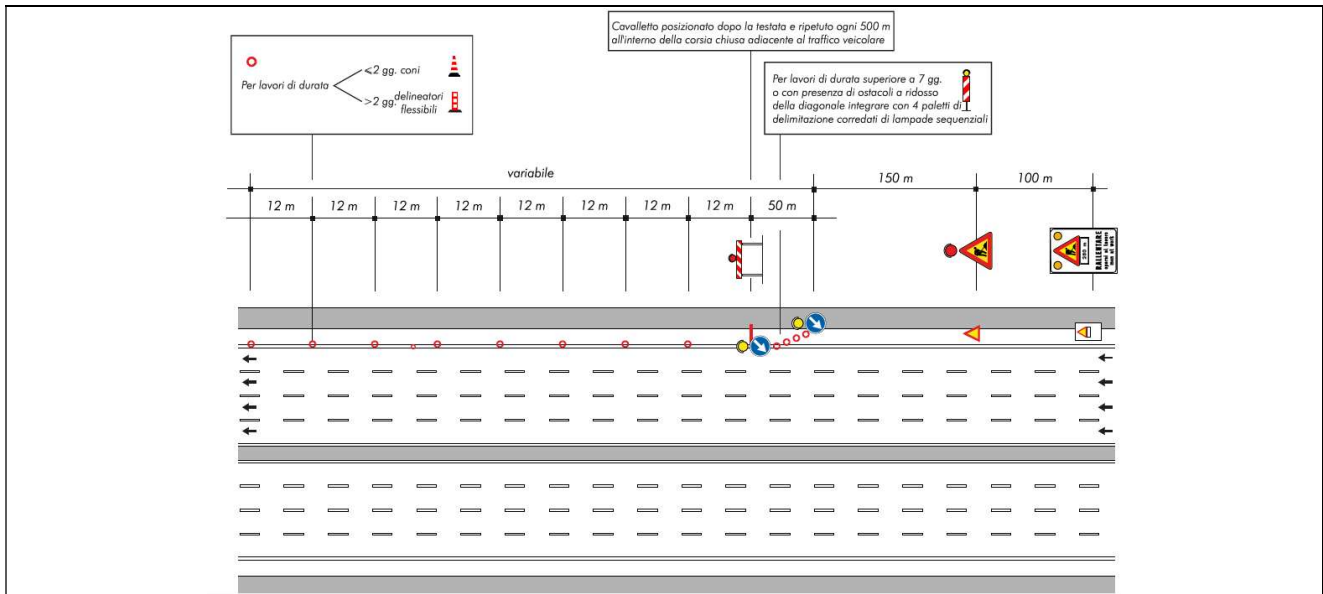 Cavalletto posizionato dopo la testata e ripetuto ogni 500 m
all'interno della corsia chiusa adiacente al traffico veicolare
Per lavori di durata
≤2 gg. coni
>2 gg. delineatori
flessibili
Per lavori di durata superiore a 7 gg.
o con presenza di ostacoli a ridosso
della diagonale integrare con 4 paletti di
delimitazione corredati di lampade sequenziali
variabile
150 m
100 m
12 m
12 m
12 m
12 m
12 m
12 m
12 m
12 m
50 m
RALLENTARE